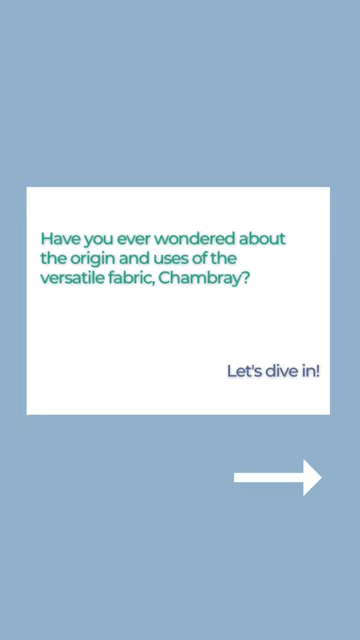 Have you ever wondered about
the origin and uses of the
versatile fabric, Chambray?
Let's dive in!